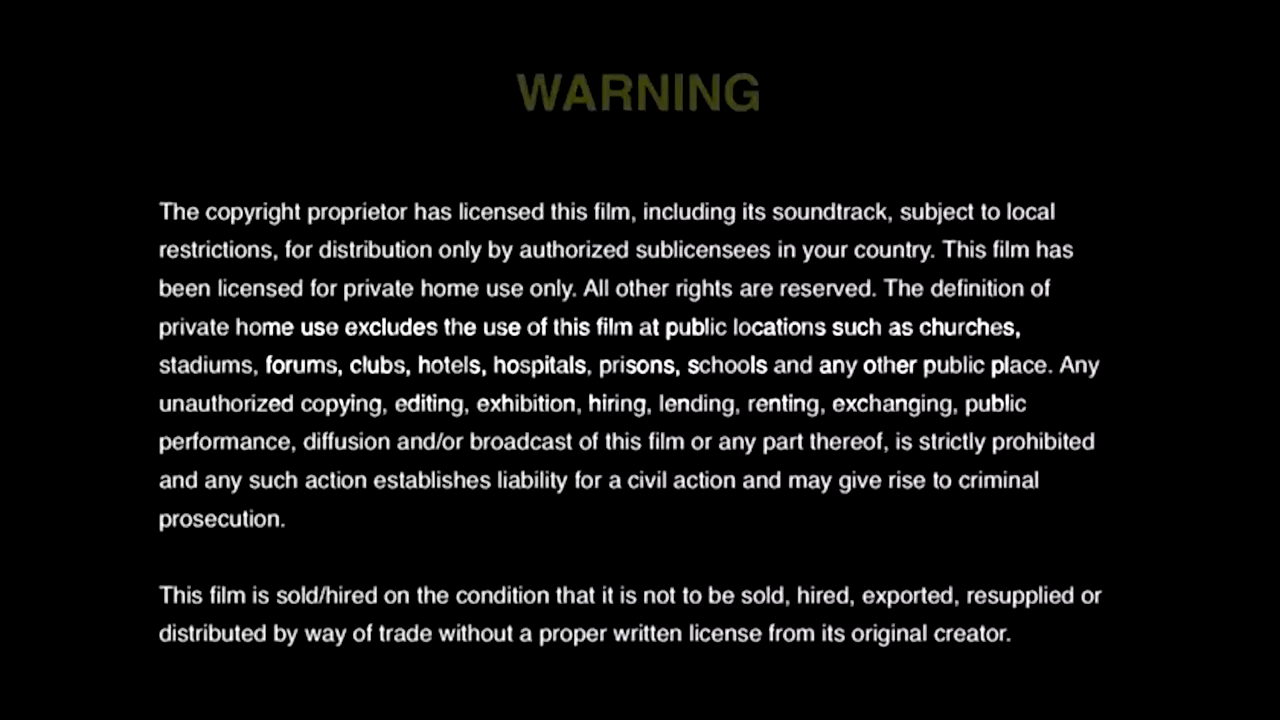 WARNING
The copyright proprietor has licensed this film, including its soundtrack, subject to local
restrictions, for distribution only by authorized sublicensees in your country. This film has
been licensed for private home use only. All other rights are reserved. The definition of
private home use excludes the use of this film at public locations such as churches,
stadiums, forums, clubs, hotels, hospitals, prisons, schools and any other public place. Any
unauthorized copying, editing, exhibition, hiring, lending, renting, exchanging, public
performance, diffusion and/or broadcast of this film or any part thereof, is strictly prohibited
and any such action establishes liability for a civil action and may give rise to criminal
prosecution.
This film is sold/hired on the condition that it is not to be sold, hired, exported, resupplied or
distributed by way of trade without a proper written license from its original creator.